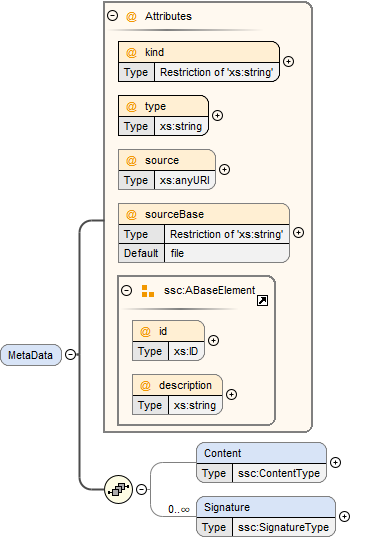 @ Attributes
@ kind
Type Restriction of 'xs:string'
@ type
Type xs:string
@ source
Type xs:anyURI
@ sourceBase
Type Restriction of 'xs:string'
Default file
ssc:ABaseElement
@ id
Type xs:ID
@ description
Type xs:string
MetaData
Content
Type ssc:ContentType
0..∞
Signature
Type ssc:SignatureType